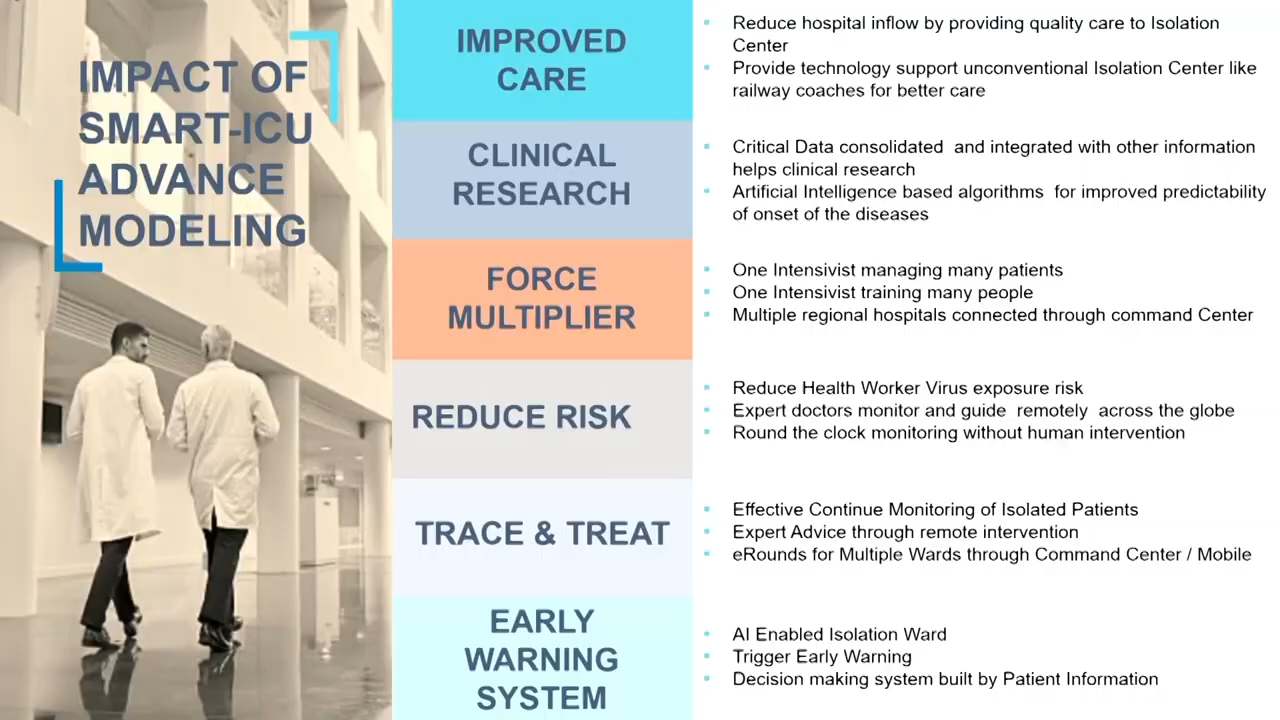 IMPACT OF
SMART-ICU
ADVANCE
MODELING
IMPROVED
CARE
Reduce hospital inflow by providing quality care to Isolation
Center
Provide technology support unconventional Isolation Center like
railway coaches for better care
CLINICAL
RESEARCH
Critical Data consolidated and integrated with other information
helps clinical research
Artificial Intelligence based algorithms for improved predictability
of onset of the diseases
FORCE
MULTIPLIER
One Intensivist managing many patients
One Intensivist training many people
Multiple regional hospitals connected through command Center
REDUCE RISK
Reduce Health Worker Virus exposure risk
Expert doctors monitor and guide remotely across the globe
Round the clock monitoring without human intervention
TRACE & TREAT
Effective Continue Monitoring of Isolated Patients
Expert Advice through remote intervention
eRounds for Multiple Wards through Command Center / Mobile
EARLY
WARNING
SYSTEM
AI Enabled Isolation Ward
Trigger Early Warning
Decision making system built by Patient Information